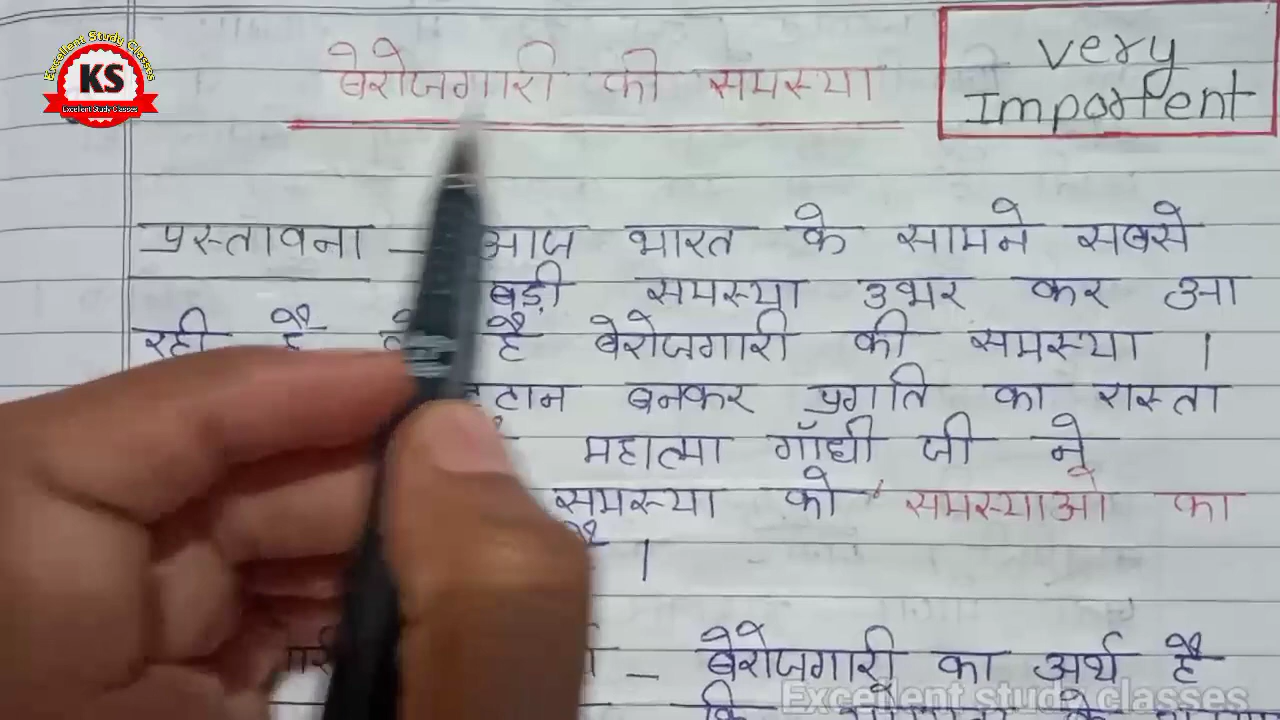 Excellent Study Classes
KS
Excellent Study Classes
बेरोजगारी की समस्या
very
Importent
प्रस्तावना - आज भारत के सामने सबसे
बड़ी समस्या उभर कर आ
रही है है बेरोजगारी की समस्या ।
बनकर प्रगति का रास्ता
महात्मा गाँधी जी ने
समस्या को ' समस्याओं का
है ।
- बेरोजगारी का अर्थ है
कि
Excellent study classes